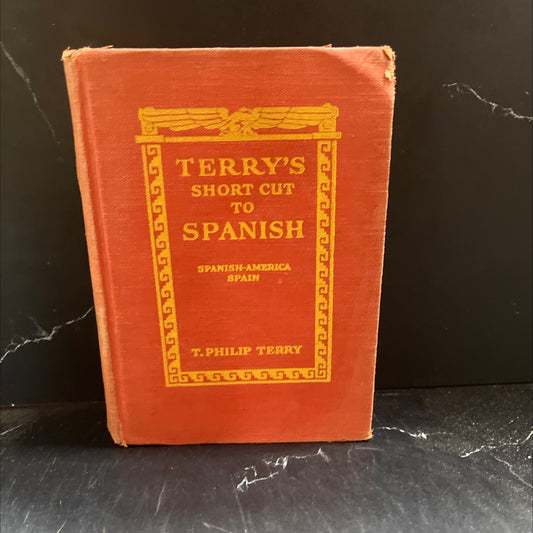 TERRY'S
SHORT CUT
TO
SPANISH
SPANISH-AMERICA
SPAIN
T. PHILIP TERRY